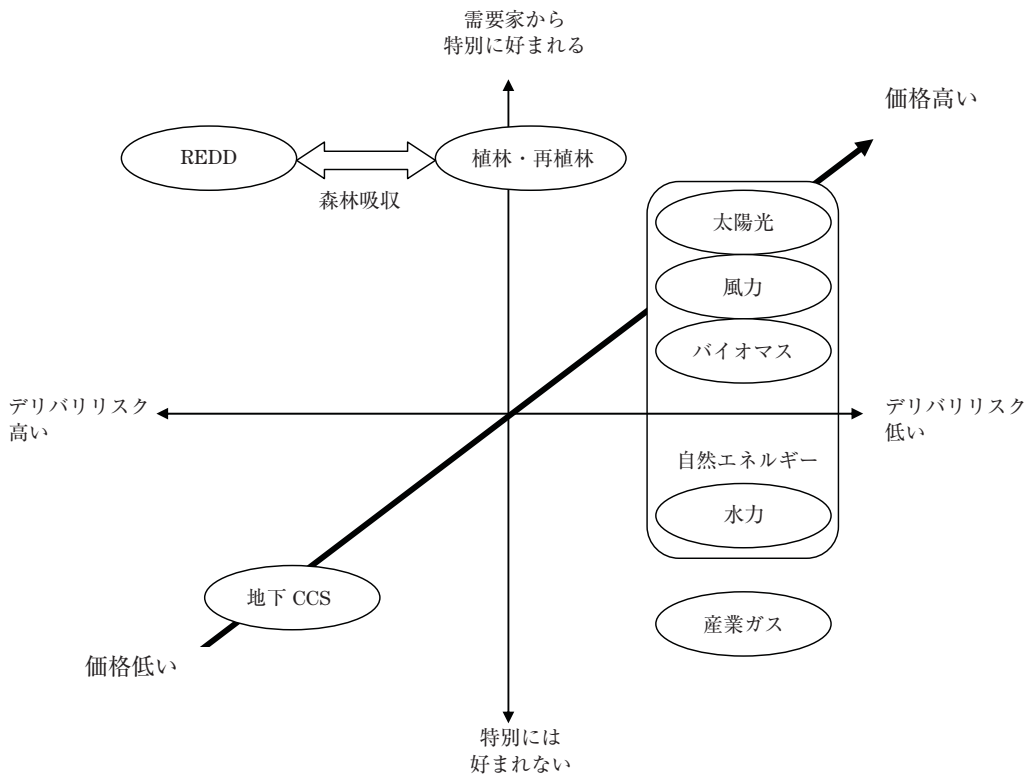 需要家から
特別に好まれる
価格高い
REDD
植林・再植林
森林吸収
太陽光
風力
バイオマス
デリバリリスク
高い
デリバリリスク
低い
自然エネルギー
水力
地下 CCS
産業ガス
価格低い
特別には
好まれない